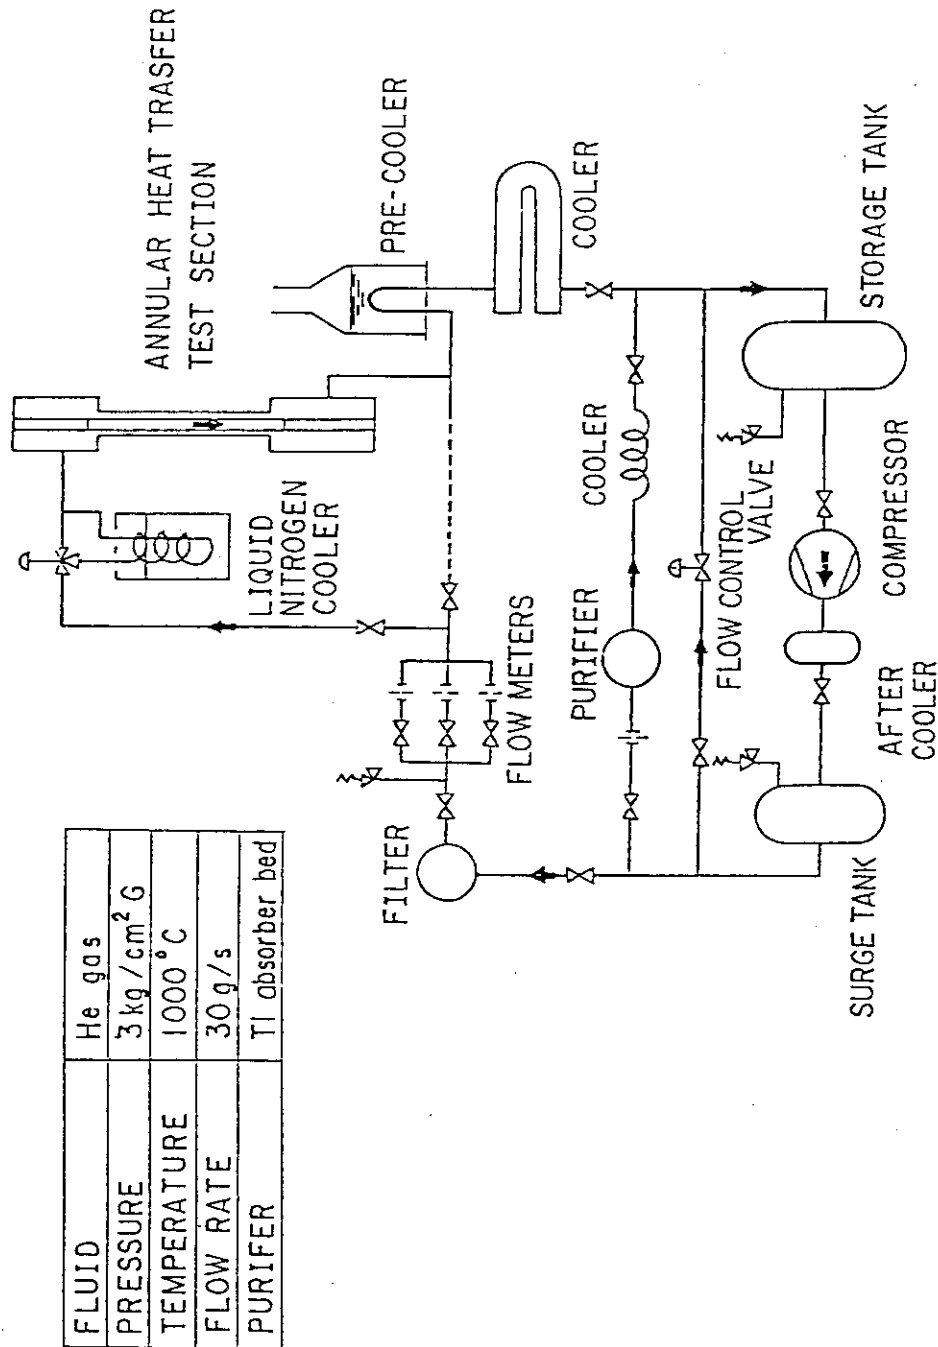 FLUID He gas
PRESSURE 3 kg/cm² G
TEMPERATURE 1000°C
FLOW RATE 30 g/s
PURIFER TI absorber bed
ANNULAR HEAT TRASFER
TEST SECTION
LIQUID
NITROGEN
COOLER
PRE-COOLER
COOLER
FLOW METERS
FILTER
PURIFIER
COOLER
FLOW CONTROL
VALVE
STORAGE TANK
COMPRESSOR
AFTER
COOLER
SURGE TANK